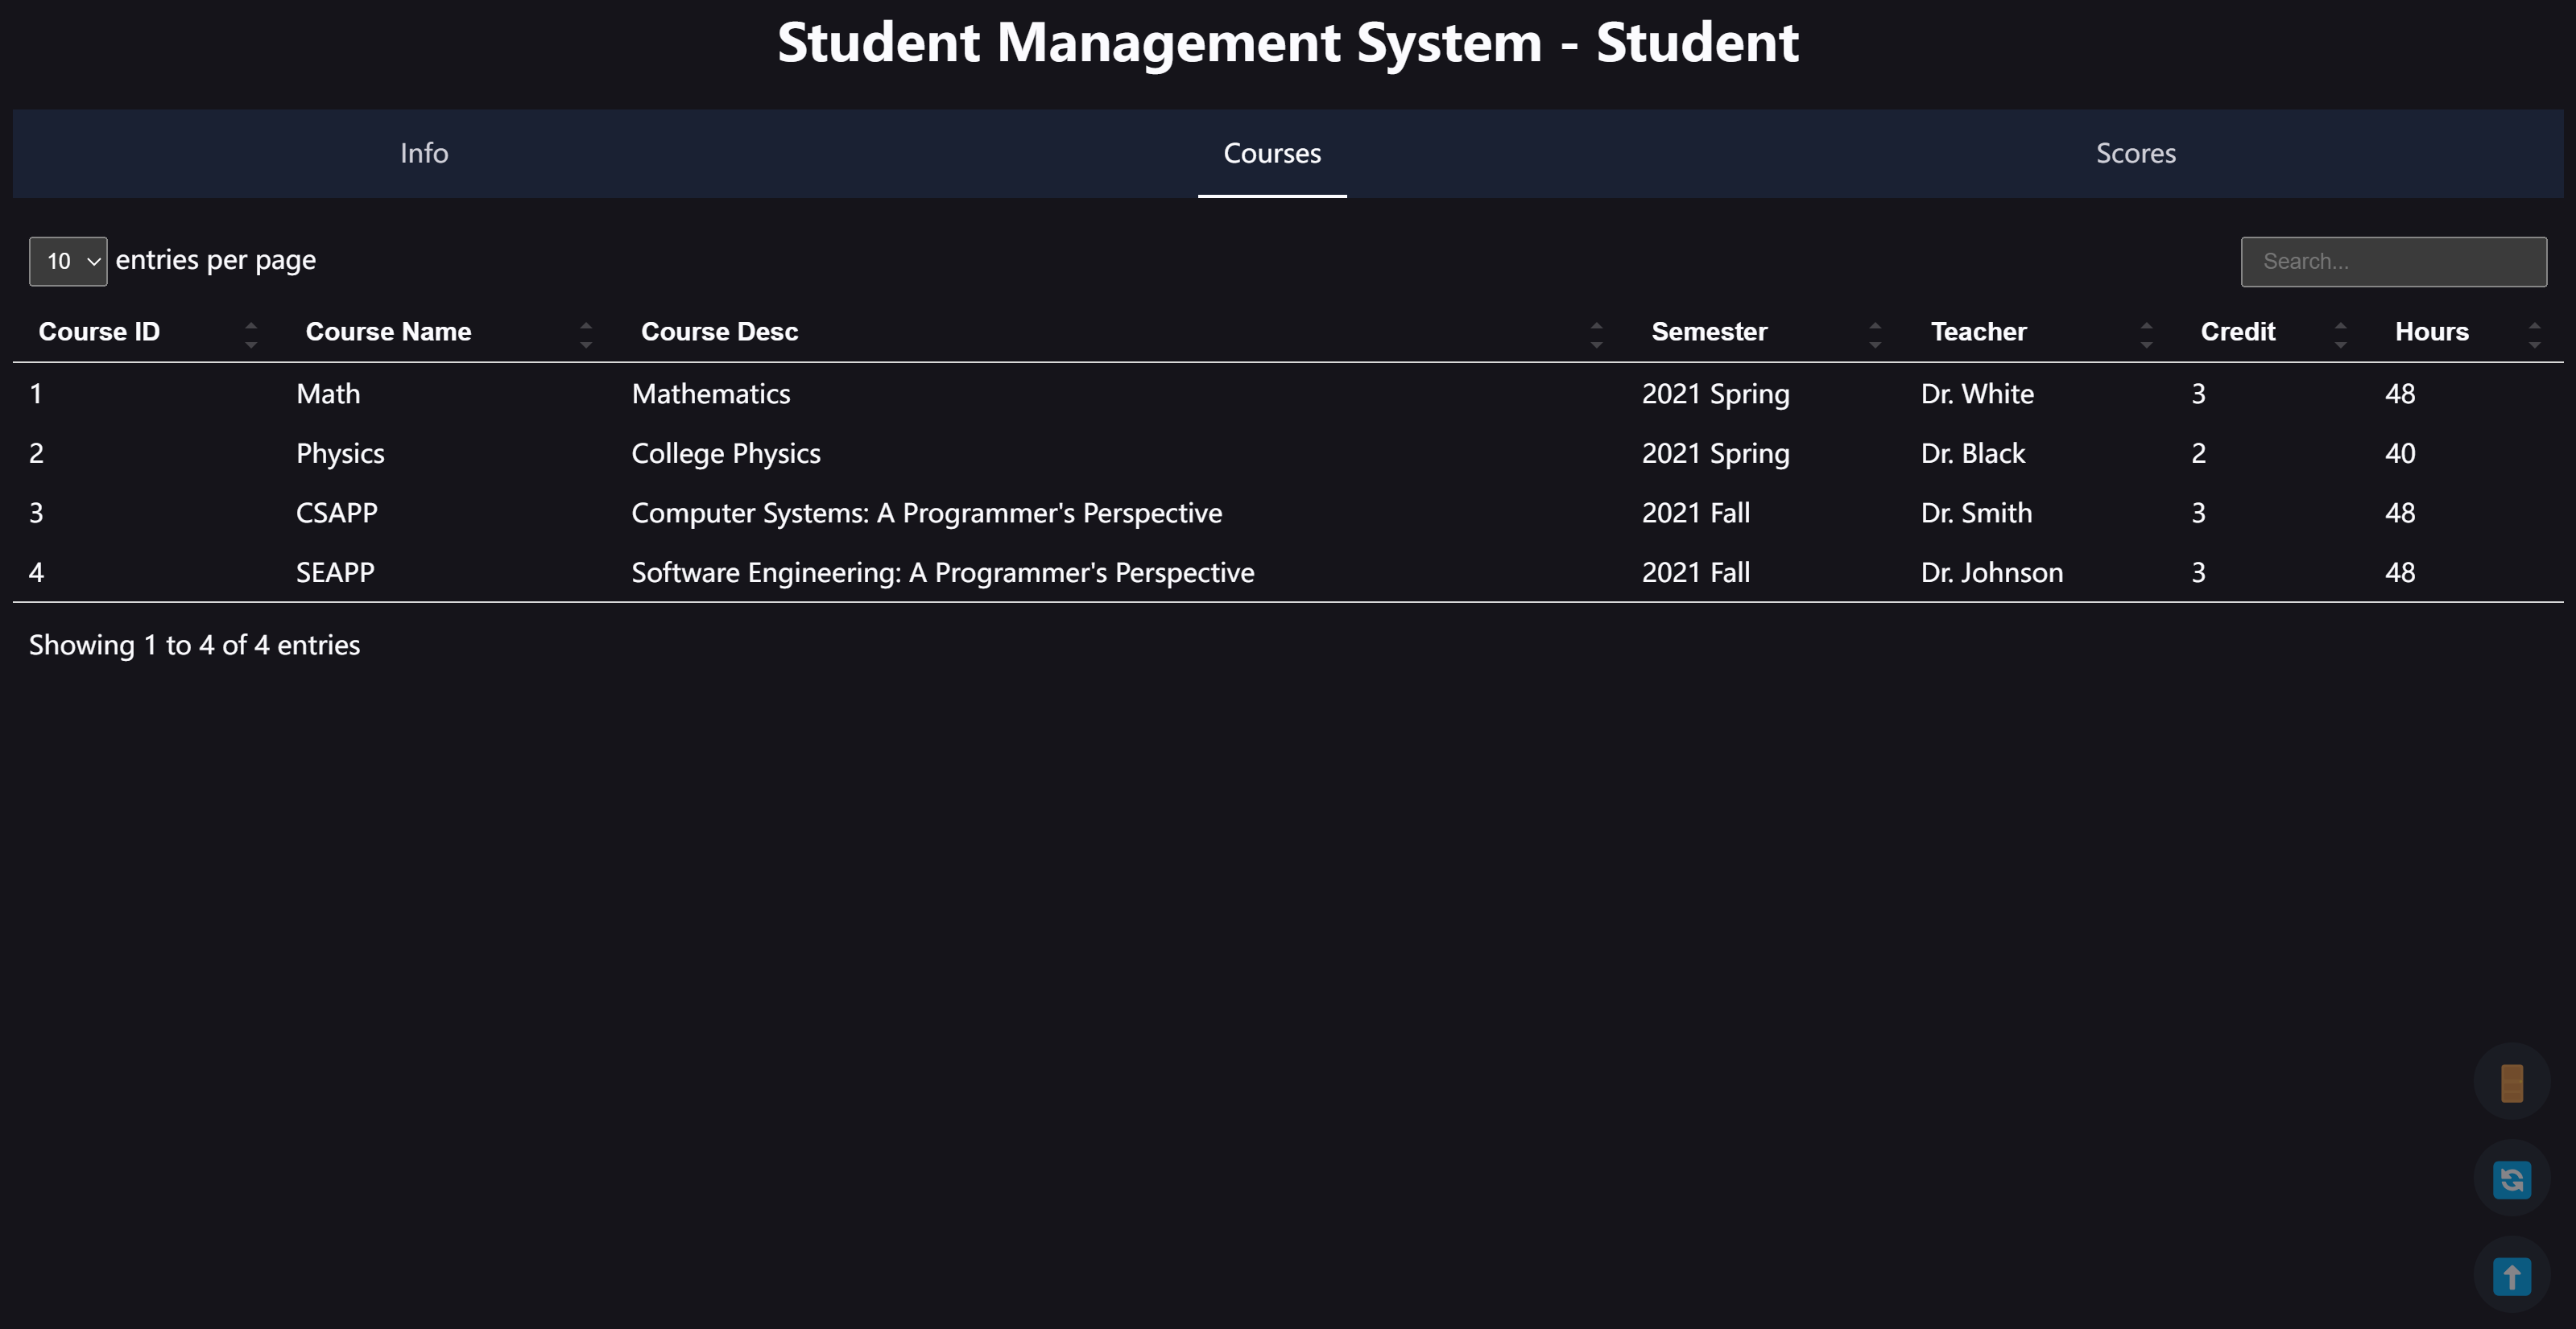 Student Management System - Student
Info Courses Scores
10 entries per page Search...
Course ID Course Name Course Desc Semester Teacher Credit Hours
1 Math Mathematics 2021 Spring Dr. White 3 48
2 Physics College Physics 2021 Spring Dr. Black 2 40
3 CSAPP Computer Systems: A Programmer's Perspective 2021 Fall Dr. Smith 3 48
4 SEAPP Software Engineering: A Programmer's Perspective 2021 Fall Dr. Johnson 3 48
Showing 1 to 4 of 4 entries